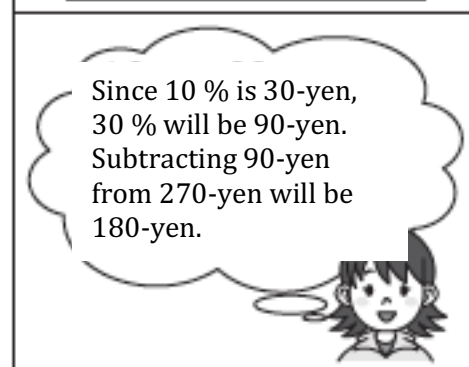 Since 10 % is 30-yen,
30 % will be 90-yen.
Subtracting 90-yen
from 270-yen will be
180-yen.